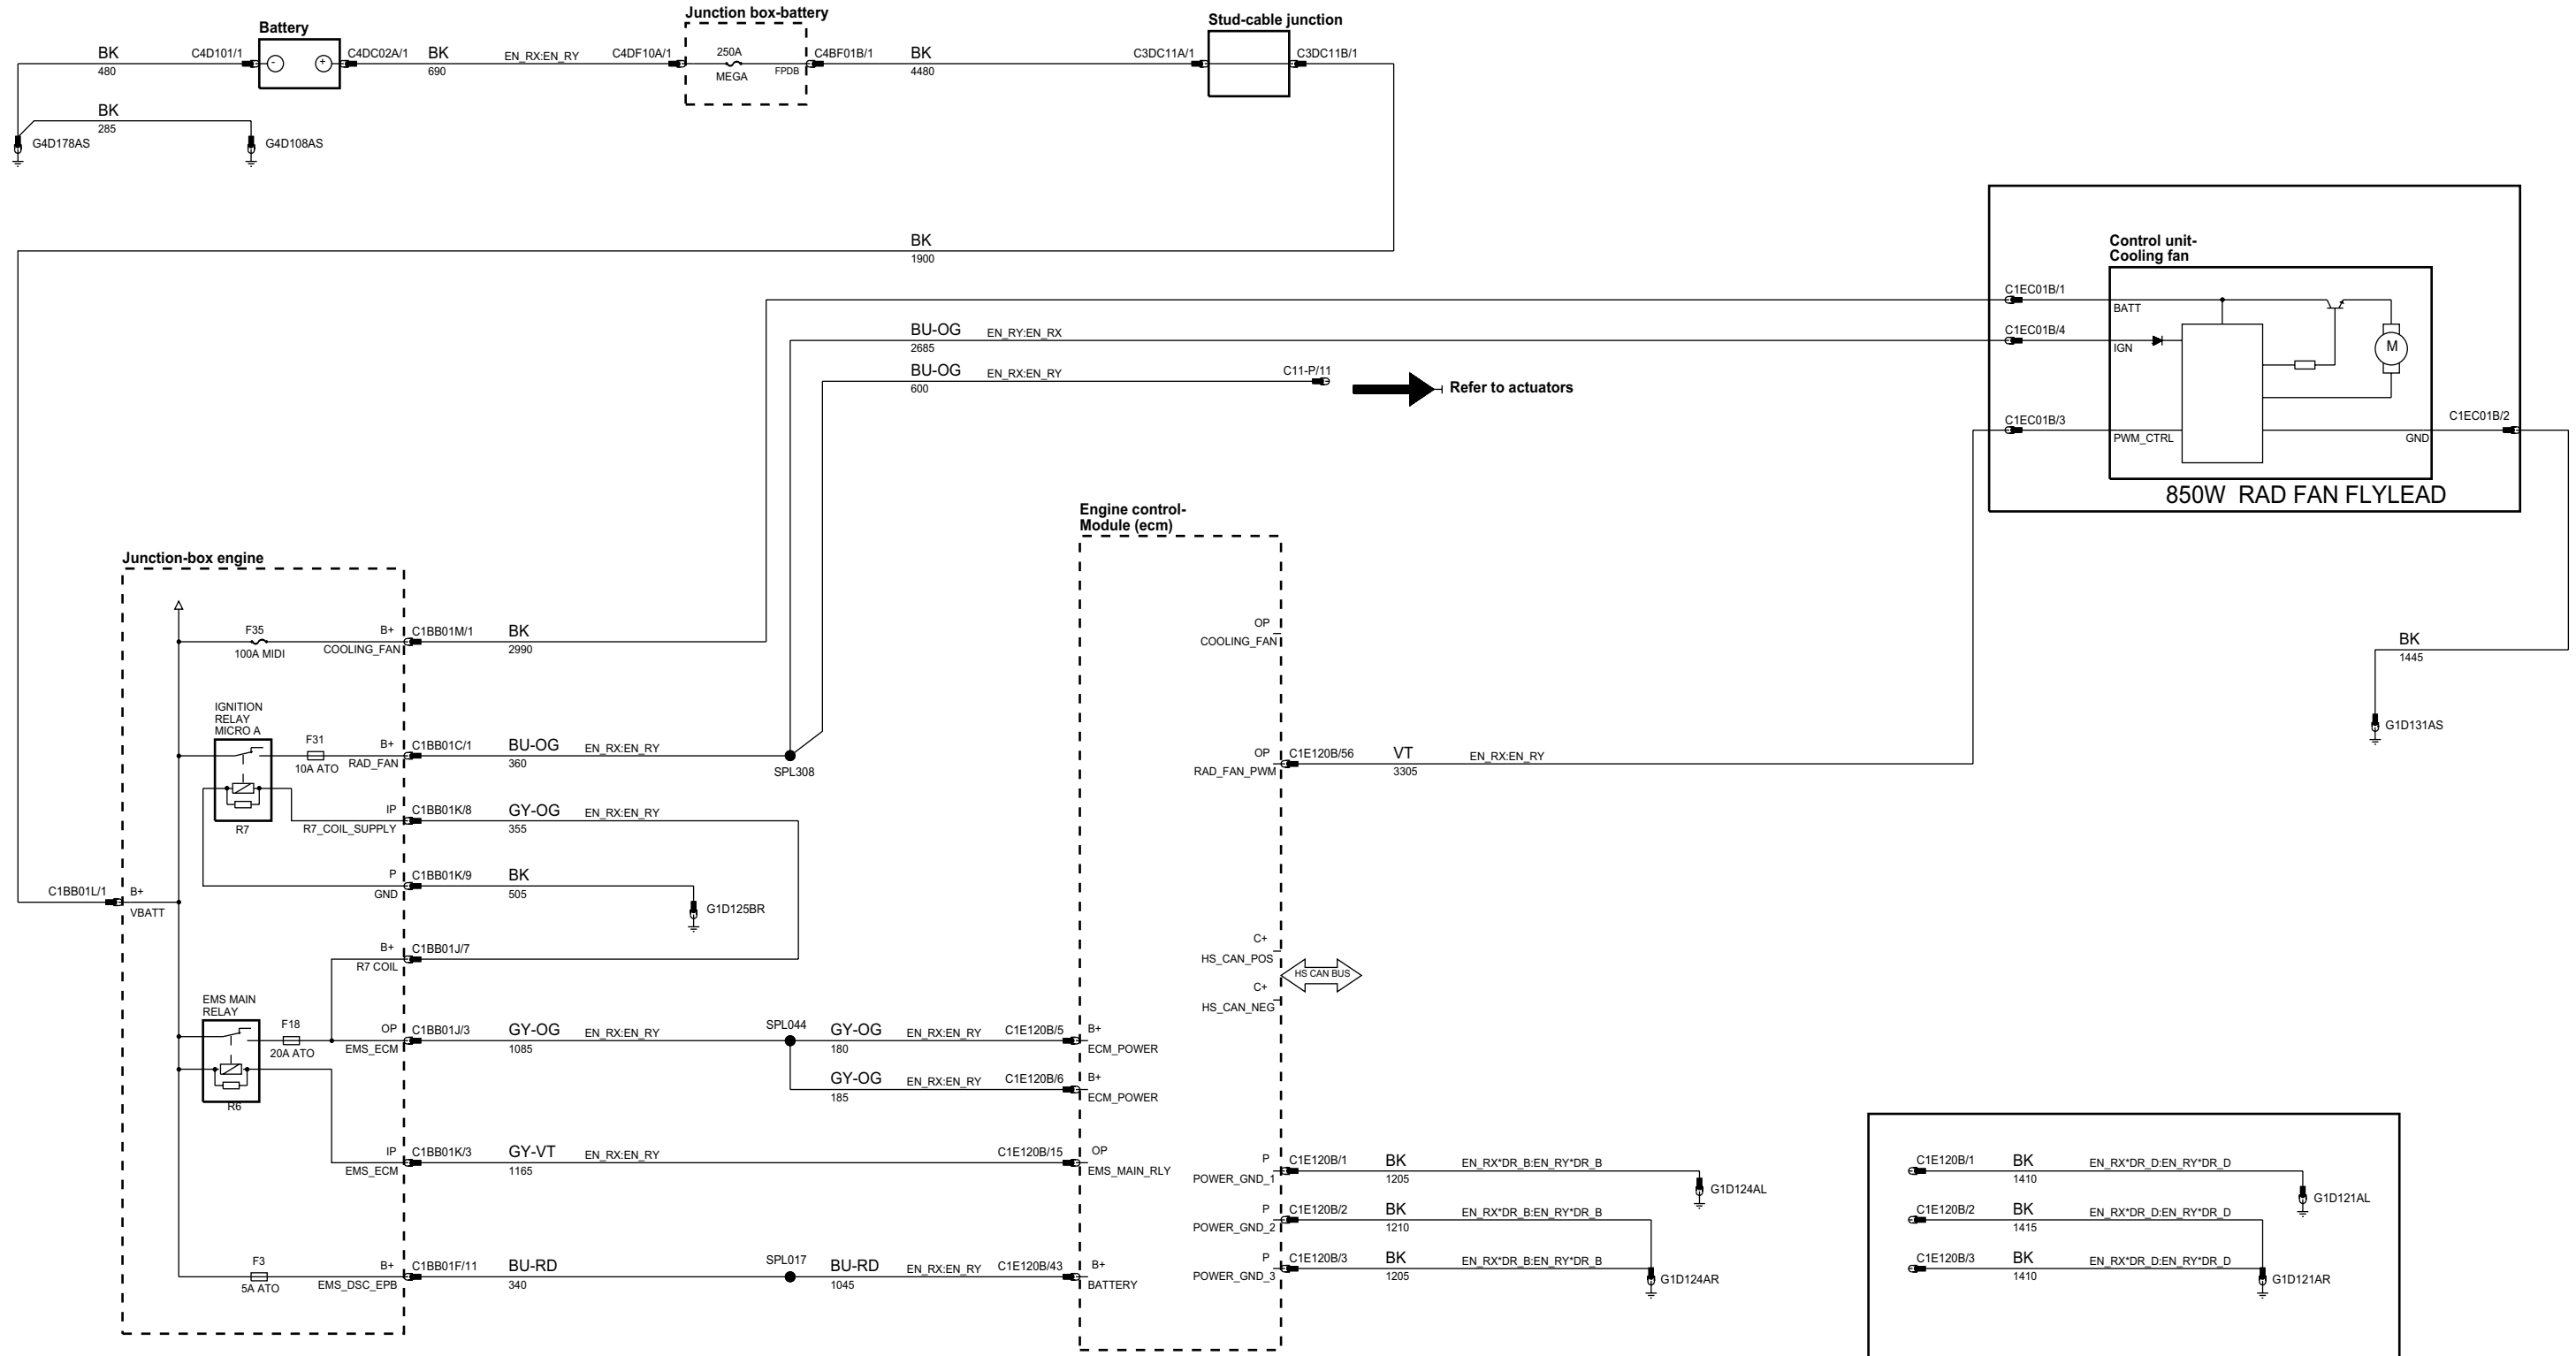 Battery
Junction box-battery
Stud-cable junction
BK
480
C4D101/1
-
+
C4DC02A/1
BK
690
EN_RX:EN_RY
C4DF10A/1
250A
MEGA
FPDB
C4BF01B/1
BK
4480
C3DC11A/1
C3DC11B/1
BK
285
G4D178AS
G4D108AS
BK
1900
Control unit-
Cooling fan
C1EC01B/1
BATT
BU-OG
EN_RY:EN_RX
2685
C1EC01B/4
IGN
M
BU-OG
EN_RX:EN_RY
600
C11-P/11
Refer to actuators
C1EC01B/3
PWM_CTRL
GND
C1EC01B/2
850W RAD FAN FLYLEAD
Engine control-
Module (ecm)
Junction-box engine
F35
100A MIDI
B+
COOLING_FAN
C1BB01M/1
BK
2990
OP
COOLING_FAN
BK
1445
G1D131AS
IGNITION
RELAY
MICRO A
F31
10A ATO
B+
RAD_FAN
C1BB01C/1
BU-OG
360
EN_RX:EN_RY
SPL308
OP
RAD_FAN_PWM
C1E120B/56
VT
3305
EN_RX:EN_RY
R7
IP
R7_COIL_SUPPLY
C1BB01K/8
GY-OG
355
EN_RX:EN_RY
P
GND
C1BB01K/9
BK
505
G1D125BR
C1BB01L/1
B+
VBATT
B+
R7 COIL
C1BB01J/7
C+
HS_CAN_POS
HS CAN BUS
C+
HS_CAN_NEG
EMS MAIN
RELAY
F18
20A ATO
R6
OP
EMS_ECM
C1BB01J/3
GY-OG
1085
EN_RX:EN_RY
SPL044
GY-OG
180
EN_RX:EN_RY
C1E120B/5
B+
ECM_POWER
GY-OG
185
EN_RX:EN_RY
C1E120B/6
B+
ECM_POWER
IP
EMS_ECM
C1BB01K/3
GY-VT
1165
EN_RX:EN_RY
C1E120B/15
OP
EMS_MAIN_RLY
P
POWER_GND_1
C1E120B/1
BK
1205
EN_RX*DR_B:EN_RY*DR_B
G1D124AL
P
POWER_GND_2
C1E120B/2
BK
1210
EN_RX*DR_B:EN_RY*DR_B
P
POWER_GND_3
C1E120B/3
BK
1205
EN_RX*DR_B:EN_RY*DR_B
G1D124AR
F3
5A ATO
B+
EMS_DSC_EPB
C1BB01F/11
BU-RD
340
SPL017
BU-RD
1045
EN_RX:EN_RY
C1E120B/43
B+
BATTERY
C1E120B/1
BK
1410
EN_RX*DR_D:EN_RY*DR_D
G1D121AL
C1E120B/2
BK
1415
EN_RX*DR_D:EN_RY*DR_D
C1E120B/3
BK
1410
EN_RX*DR_D:EN_RY*DR_D
G1D121AR